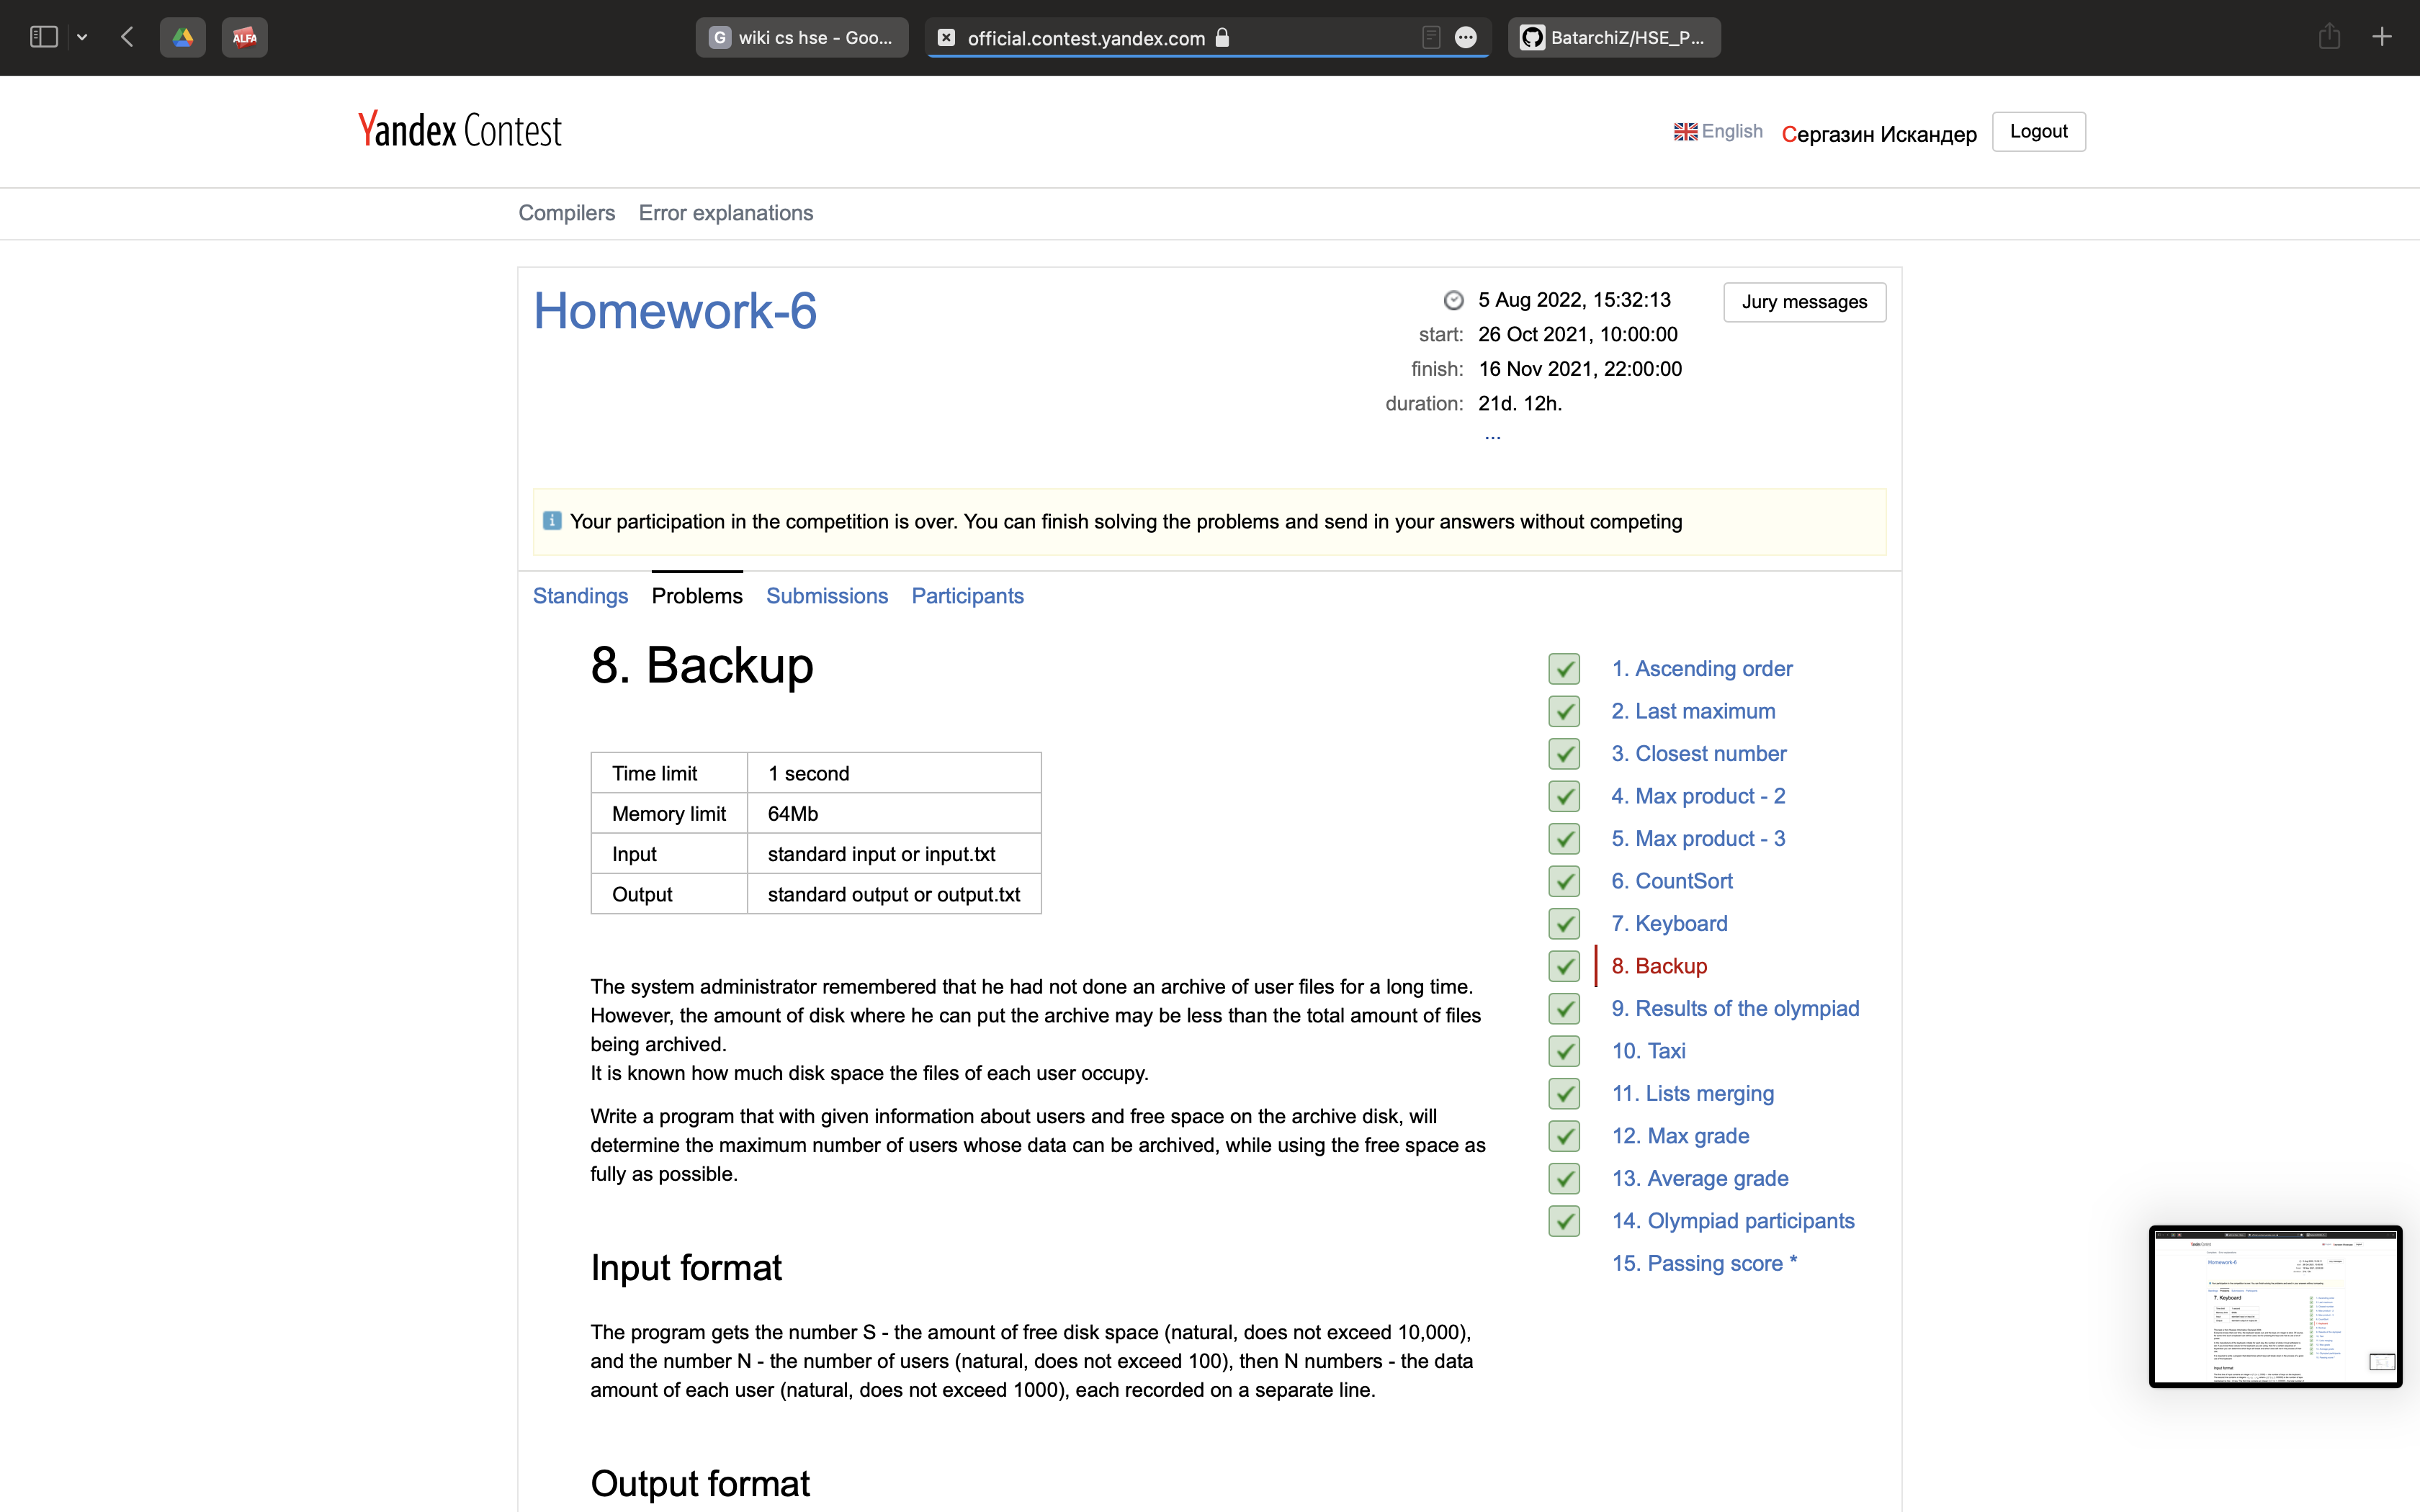 ALFA
G wiki cs hse - Goo...
official.contest.yandex.com
BatarchiZ/HSE_P...
Yandex Contest
English
Сергазин Искандер
Logout
Compilers
Error explanations
Homework-6
5 Aug 2022, 15:32:13
start: 26 Oct 2021, 10:00:00
finish: 16 Nov 2021, 22:00:00
duration: 21d. 12h.
...
Jury messages
Your participation in the competition is over. You can finish solving the problems and send in your answers without competing
Standings Problems Submissions Participants
8. Backup
Time limit 1 second
Memory limit 64Mb
Input standard input or input.txt
Output standard output or output.txt
The system administrator remembered that he had not done an archive of user files for a long time.
However, the amount of disk where he can put the archive may be less than the total amount of files
being archived.
It is known how much disk space the files of each user occupy.
Write a program that with given information about users and free space on the archive disk, will
determine the maximum number of users whose data can be archived, while using the free space as
fully as possible.
Input format
The program gets the number S - the amount of free disk space (natural, does not exceed 10,000),
and the number N - the number of users (natural, does not exceed 100), then N numbers - the data
amount of each user (natural, does not exceed 1000), each recorded on a separate line.
Output format
1. Ascending order
2. Last maximum
3. Closest number
4. Max product - 2
5. Max product - 3
6. CountSort
7. Keyboard
8. Backup
9. Results of the olympiad
10. Taxi
11. Lists merging
12. Max grade
13. Average grade
14. Olympiad participants
15. Passing score *
Yandex Contest
Homework-6
7. Keyboard
Input format